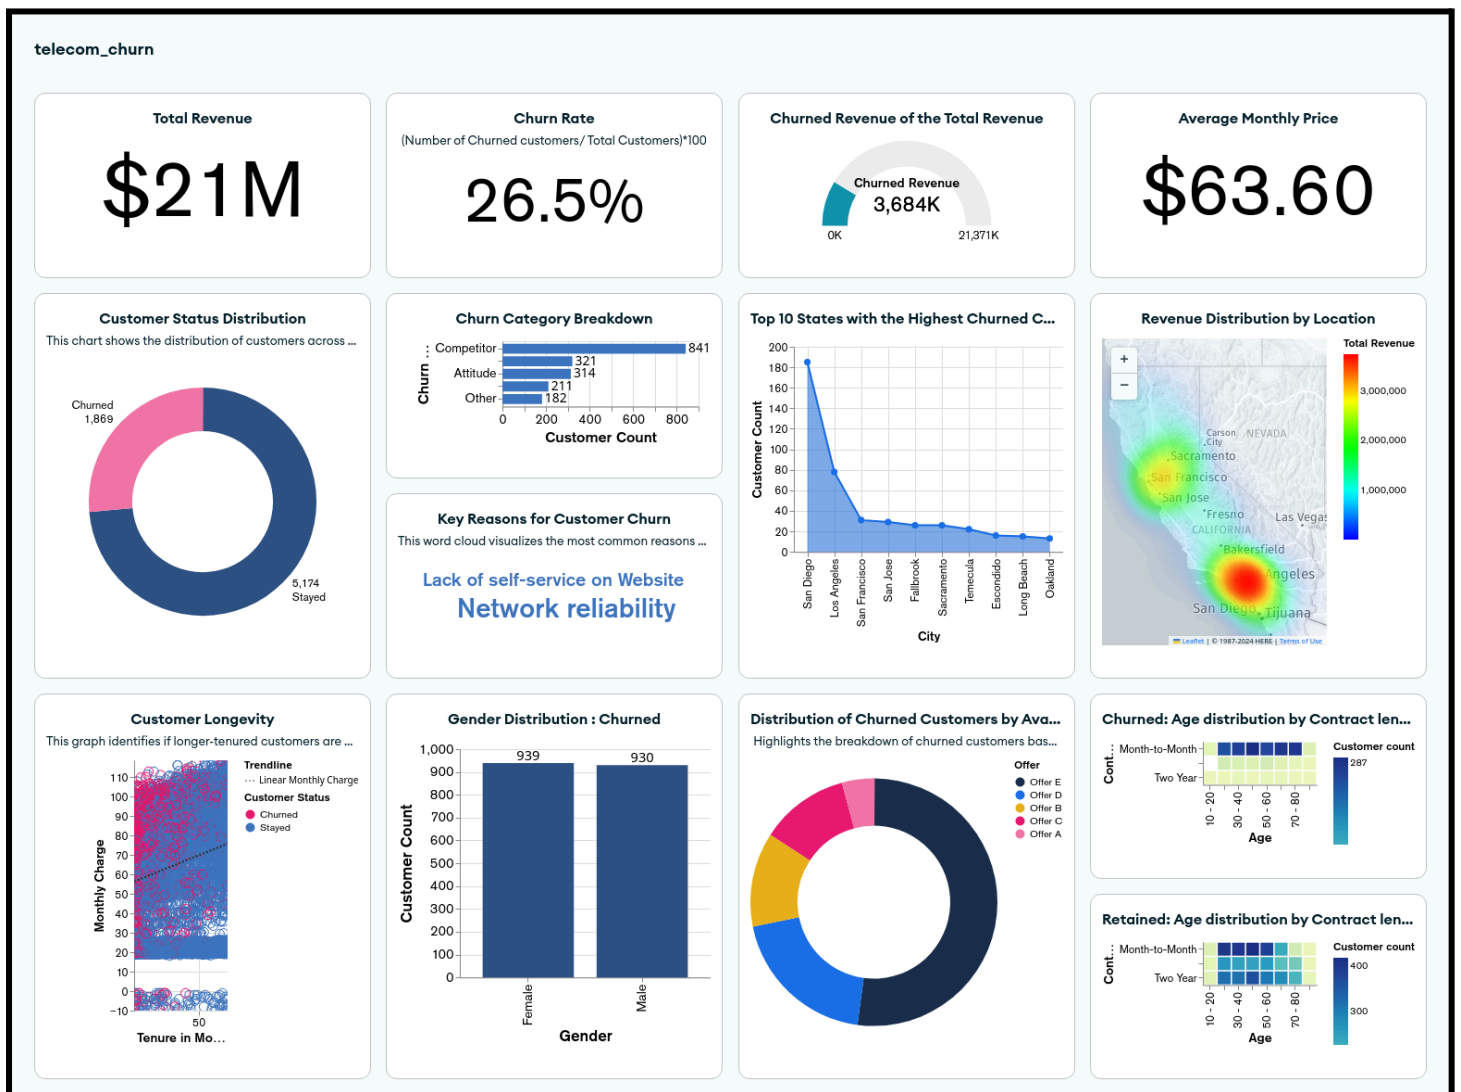 telecom_churn
Total Revenue
$21M
Churn Rate
(Number of Churned customers/ Total Customers)*100
26.5%
Churned Revenue of the Total Revenue
Churned Revenue
3,684K
0K
21,371K
Average Monthly Price
$63.60
Customer Status Distribution
This chart shows the distribution of customers across ...
Churned
1,869
5,174
Stayed
Churn Category Breakdown
Churn ...
Competitor
841
321
Attitude
314
211
Other
182
0 200 400 600 800
Customer Count
Key Reasons for Customer Churn
This word cloud visualizes the most common reasons ...
Lack of self-service on Website
Network reliability
Top 10 States with the Highest Churned C...
Customer Count
200
180
160
140
120
100
80
60
40
20
0
San Diego
Los Angeles
San Francisco
San Jose
Fallbrook
Sacramento
Temecula
Escondido
Long Beach
Oakland
City
Revenue Distribution by Location
+
−
Carson
City
NEVADA
Sacramento
San Francisco
San Jose
Fresno
Las Vegas
CALIFORNIA
Bakersfield
Angeles
San Diego
Tijuana
Leaflet | © 1987-2024 HERE | Terms of Use
Total Revenue
3,000,000
2,000,000
1,000,000
Customer Longevity
This graph identifies if longer-tenured customers are ...
Monthly Charge
110
100
90
80
70
60
50
40
30
20
10
0
−10
50
Tenure in Mo...
Trendline
Linear Monthly Charge
Customer Status
Churned
Stayed
Gender Distribution : Churned
Customer Count
1,000
900
800
700
600
500
400
300
200
100
0
939
930
Female
Male
Gender
Distribution of Churned Customers by Ava...
Highlights the breakdown of churned customers bas...
Offer
Offer E
Offer D
Offer B
Offer C
Offer A
Churned: Age distribution by Contract len...
Cont...
Month-to-Month
Two Year
10 - 20
30 - 40
50 - 60
70 - 80
Age
Customer count
287
Retained: Age distribution by Contract len...
Cont...
Month-to-Month
Two Year
10 - 20
30 - 40
50 - 60
70 - 80
Age
Customer count
400
300